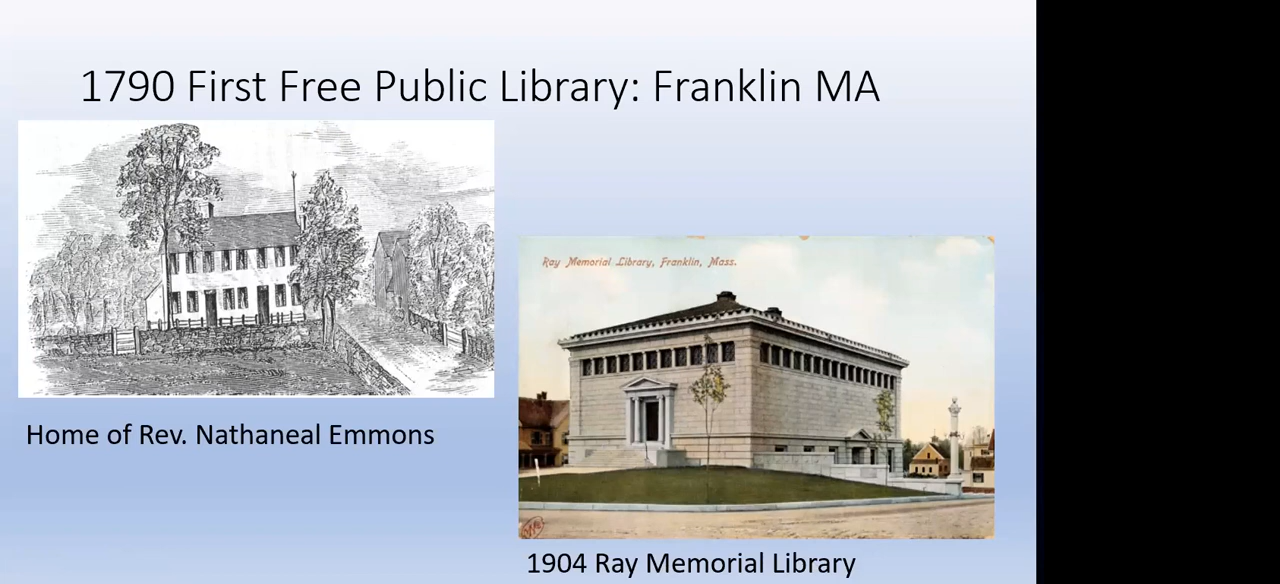 1790 First Free Public Library: Franklin MA
Home of Rev. Nathaneal Emmons
Ray Memorial Library, Franklin, Mass.
1904 Ray Memorial Library